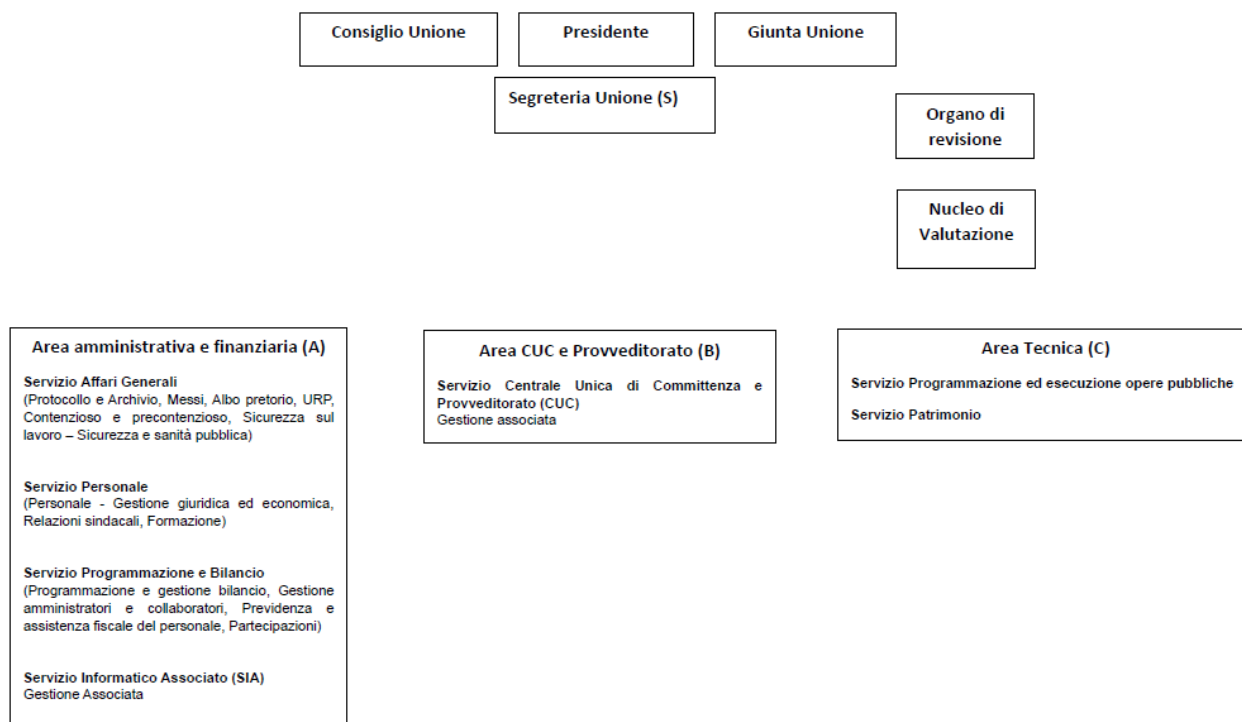 Consiglio Unione
Presidente
Giunta Unione
Segreteria Unione (S)
Organo di
revisione
Nucleo di
Valutazione
Area amministrativa e finanziaria (A)
Servizio Affari Generali
(Protocollo e Archivio, Messi, Albo pretorio, URP,
Contenzioso e precontenzioso, Sicurezza sul
lavoro – Sicurezza e sanità pubblica)
Servizio Personale
(Personale - Gestione giuridica ed economica,
Relazioni sindacali, Formazione)
Servizio Programmazione e Bilancio
(Programmazione e gestione bilancio, Gestione
amministratori e collaboratori, Previdenza e
assistenza fiscale del personale, Partecipazioni)
Servizio Informatico Associato (SIA)
Gestione Associata
Area CUC e Provveditorato (B)
Servizio Centrale Unica di Committenza e
Provveditorato (CUC)
Gestione associata
Area Tecnica (C)
Servizio Programmazione ed esecuzione opere pubbliche
Servizio Patrimonio